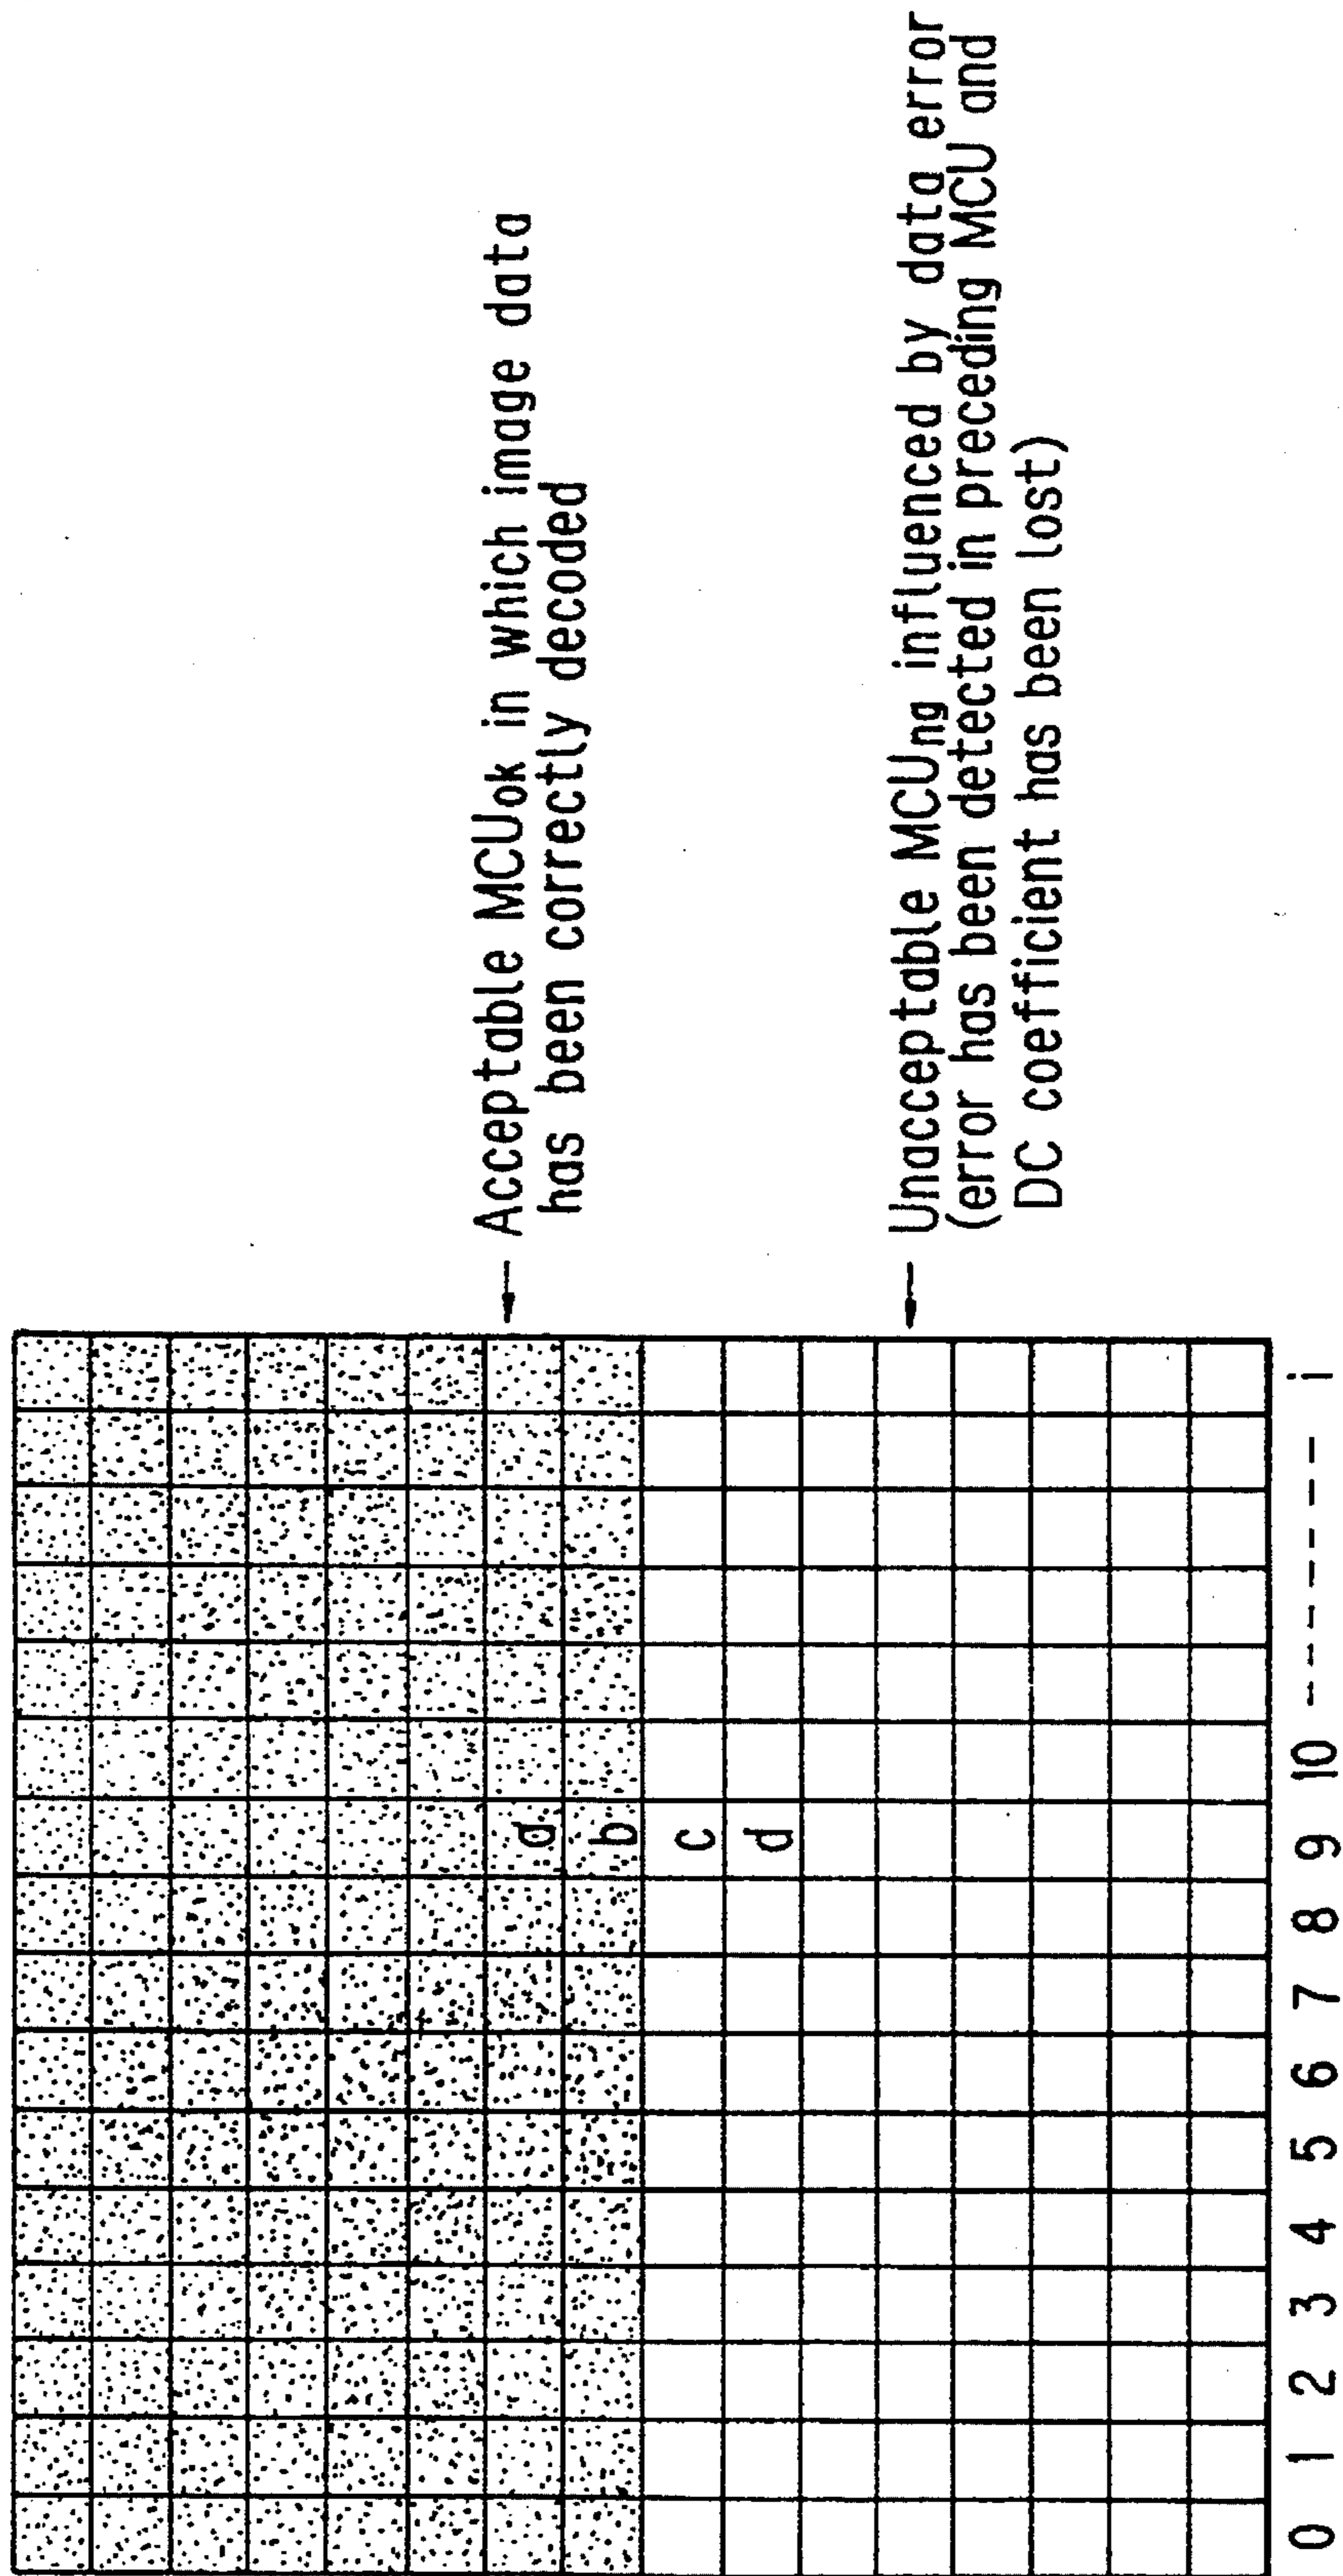 Acceptable MCUok in which image data
has been correctly decoded
Unacceptable MCUng influenced by data error
(error has been detected in preceding MCU and
DC coefficient has been lost)
a
b
c
d
0 1 2 3 4 5 6 7 8 9 10 ------ i